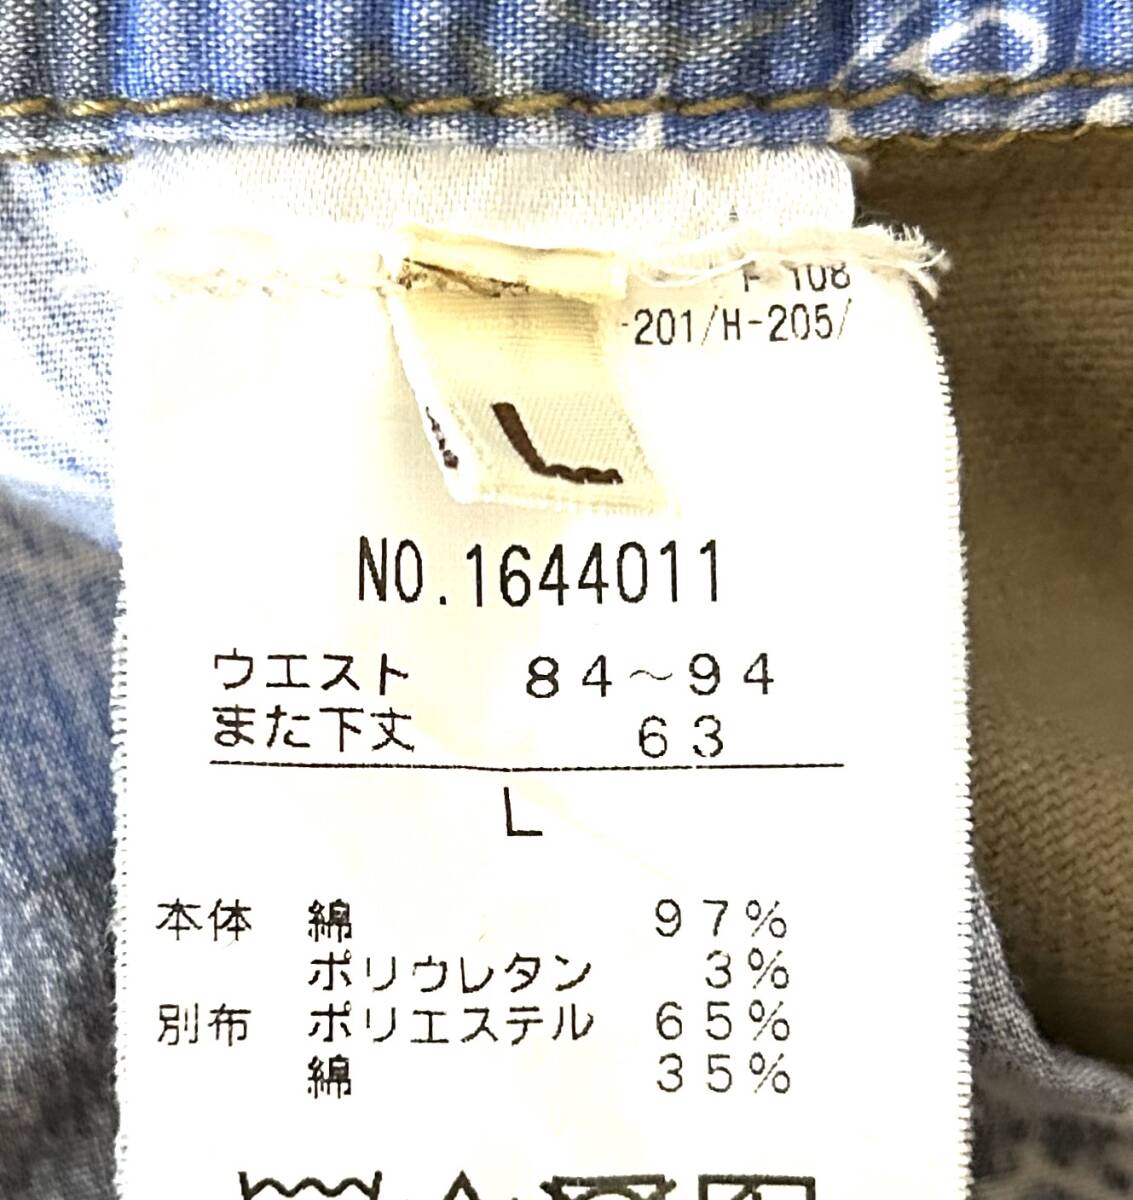 -201/H-205/
L
NO.1644011
ウエスト 84～94
また下丈 63
L
本体 綿 97%
ポリウレタン 3%
別布 ポリエステル 65%
綿 35%